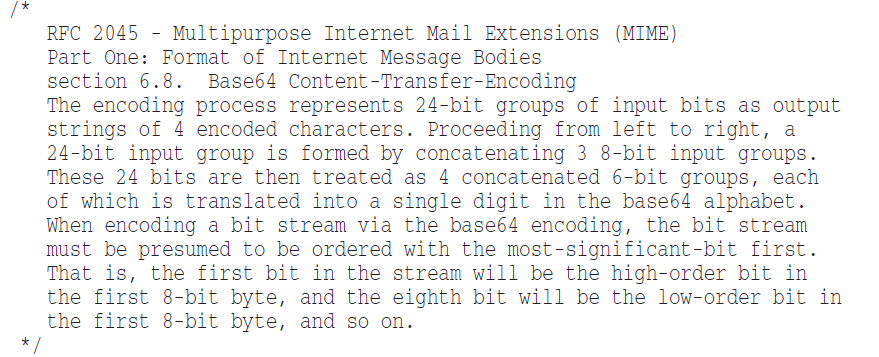 /*
RFC 2045 - Multipurpose Internet Mail Extensions (MIME)
Part One: Format of Internet Message Bodies
section 6.8.  Base64 Content-Transfer-Encoding
The encoding process represents 24-bit groups of input bits as output
strings of 4 encoded characters. Proceeding from left to right, a
24-bit input group is formed by concatenating 3 8-bit input groups.
These 24 bits are then treated as 4 concatenated 6-bit groups, each
of which is translated into a single digit in the base64 alphabet.
When encoding a bit stream via the base64 encoding, the bit stream
must be presumed to be ordered with the most-significant-bit first.
That is, the first bit in the stream will be the high-order bit in
the first 8-bit byte, and the eighth bit will be the low-order bit in
the first 8-bit byte, and so on.
*/